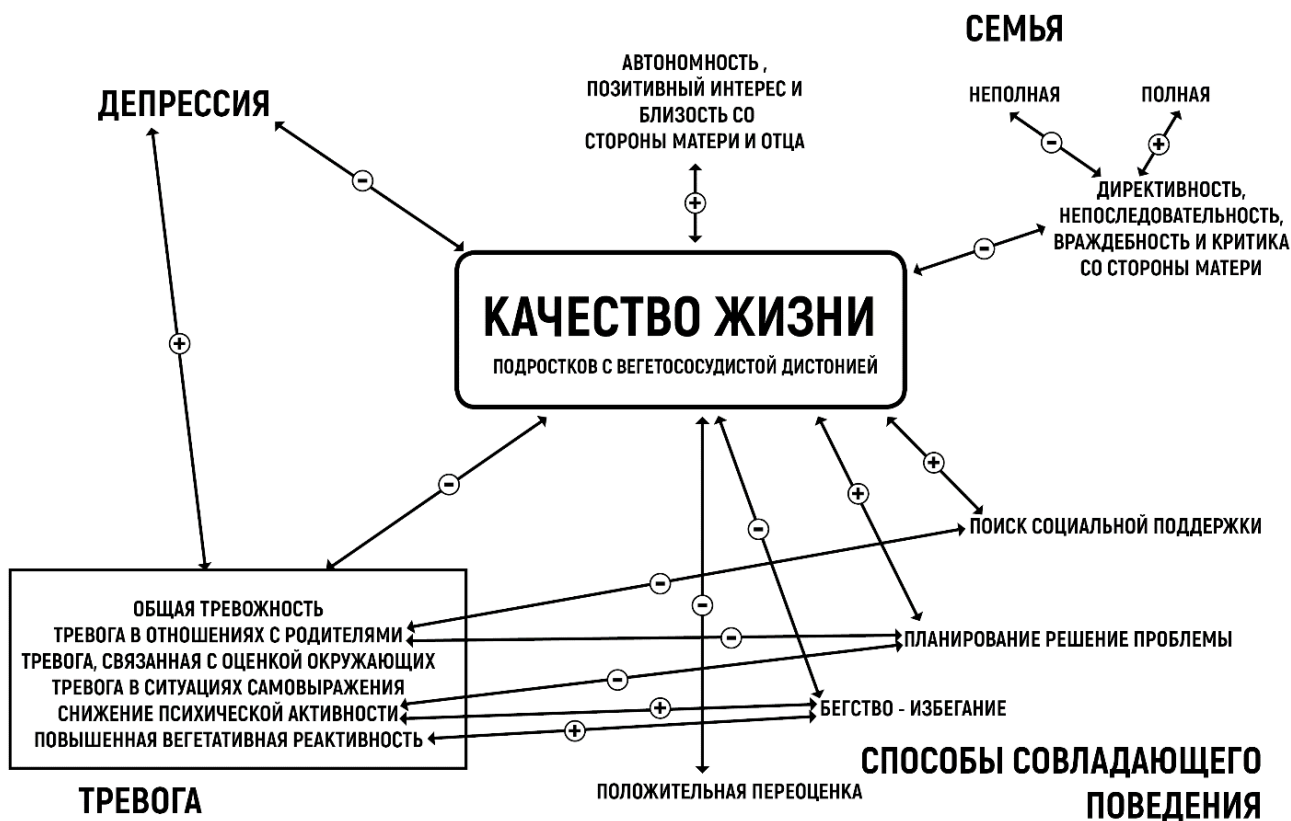 СЕМЬЯ
НЕПОЛНАЯ
ПОЛНАЯ
ДЕПРЕССИЯ
АВТОНОМНОСТЬ ,
ПОЗИТИВНЫЙ ИНТЕРЕС И
БЛИЗОСТЬ СО
СТОРОНЫ МАТЕРИ И ОТЦА
ДИРЕКТИВНОСТЬ,
НЕПОСЛЕДОВАТЕЛЬНОСТЬ,
ВРАЖДЕБНОСТЬ И КРИТИКА
СО СТОРОНЫ МАТЕРИ
КАЧЕСТВО ЖИЗНИ
ПОДРОСТКОВ С ВЕГЕТОСОСУДИСТОЙ ДИСТОНИЕЙ
ПОИСК СОЦИАЛЬНОЙ ПОДДЕРЖКИ
ПЛАНИРОВАНИЕ РЕШЕНИЕ ПРОБЛЕМЫ
БЕГСТВО - ИЗБЕГАНИЕ
ПОЛОЖИТЕЛЬНАЯ ПЕРЕОЦЕНКА
СПОСОБЫ СОВЛАДАЮЩЕГО
ПОВЕДЕНИЯ
ОБЩАЯ ТРЕВОЖНОСТЬ
ТРЕВОГА В ОТНОШЕНИЯХ С РОДИТЕЛЯМИ
ТРЕВОГА, СВЯЗАННАЯ С ОЦЕНКОЙ ОКРУЖАЮЩИХ
ТРЕВОГА В СИТУАЦИЯХ САМОВЫРАЖЕНИЯ
СНИЖЕНИЕ ПСИХИЧЕСКОЙ АКТИВНОСТИ
ПОВЫШЕННАЯ ВЕГЕТАТИВНАЯ РЕАКТИВНОСТЬ
ТРЕВОГА